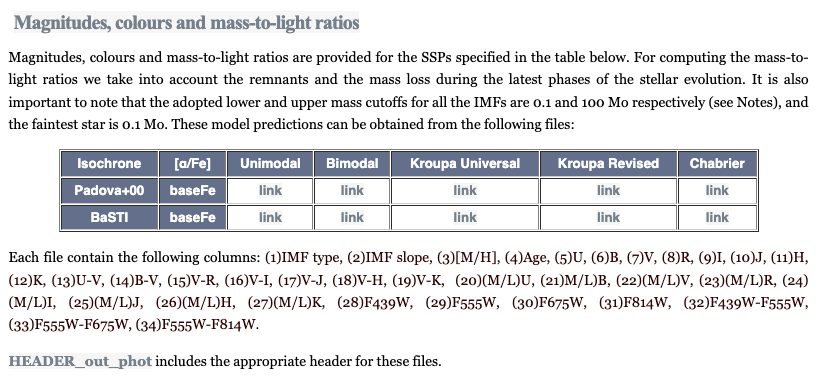 Magnitudes, colours and mass-to-light ratios
Magnitudes, colours and mass-to-light ratios are provided for the SSPs specified in the table below. For computing the mass-to-
light ratios we take into account the remnants and the mass loss during the latest phases of the stellar evolution. It is also
important to note that the adopted lower and upper mass cutoffs for all the IMFs are 0.1 and 100 Mo respectively (see Notes), and
the faintest star is 0.1 Mo. These model predictions can be obtained from the following files:
Isochrone [α/Fe] Unimodal Bimodal Kroupa Universal Kroupa Revised Chabrier
Padova+00 baseFe link link link link link
BaSTI baseFe link link link link link
Each file contain the following columns: (1)IMF type, (2)IMF slope, (3)[M/H], (4)Age, (5)U, (6)B, (7)V, (8)R, (9)I, (10)J, (11)H,
(12)K, (13)U-V, (14)B-V, (15)V-R, (16)V-I, (17)V-J, (18)V-H, (19)V-K, (20)(M/L)U, (21)M/L)B, (22)(M/L)V, (23)(M/L)R, (24)
(M/L)I, (25)(M/L)J, (26)(M/L)H, (27)(M/L)K, (28)F439W, (29)F555W, (30)F675W, (31)F814W, (32)F439W-F555W,
(33)F555W-F675W, (34)F555W-F814W.
HEADER_out_phot includes the appropriate header for these files.